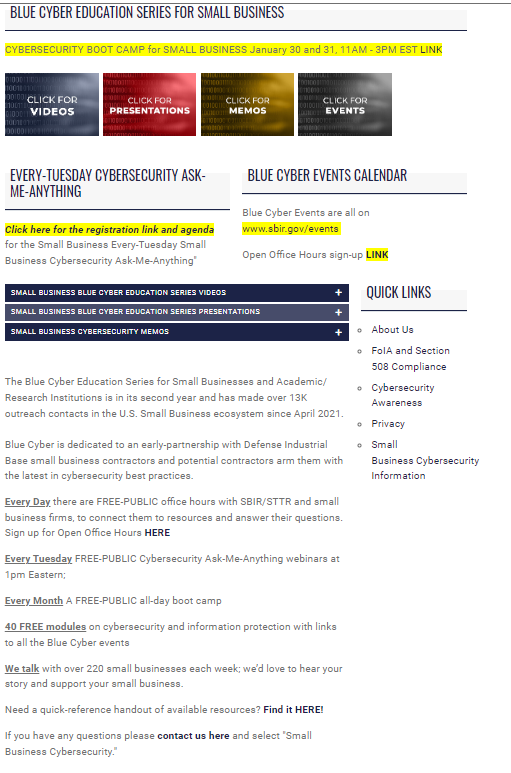 BLUE CYBER EDUCATION SERIES FOR SMALL BUSINESS
CYBERSECURITY BOOT CAMP for SMALL BUSINESS January 30 and 31, 11AM - 3PM EST LINK
CLICK FOR
VIDEOS
CLICK FOR
PRESENTATIONS
CLICK FOR
MEMOS
CLICK FOR
EVENTS
EVERY-TUESDAY CYBERSECURITY ASK-
ME-ANYTHING
Click here for the registration link and agenda
for the Small Business Every-Tuesday Small
Business Cybersecurity Ask-Me-Anything"
BLUE CYBER EVENTS CALENDAR
Blue Cyber Events are all on
www.sbir.gov/events
Open Office Hours sign-up LINK
SMALL BUSINESS BLUE CYBER EDUCATION SERIES VIDEOS +
SMALL BUSINESS BLUE CYBER EDUCATION SERIES PRESENTATIONS +
SMALL BUSINESS CYBERSECURITY MEMOS +
The Blue Cyber Education Series for Small Businesses and Academic/
Research Institutions is in its second year and has made over 13K
outreach contacts in the U.S. Small Business ecosystem since April 2021.
Blue Cyber is dedicated to an early-partnership with Defense Industrial
Base small business contractors and potential contractors arm them with
the latest in cybersecurity best practices.
Every Day there are FREE-PUBLIC office hours with SBIR/STTR and small
business firms, to connect them to resources and answer their questions.
Sign up for Open Office Hours HERE
Every Tuesday FREE-PUBLIC Cybersecurity Ask-Me-Anything webinars at
1pm Eastern;
Every Month A FREE-PUBLIC all-day boot camp
40 FREE modules on cybersecurity and information protection with links
to all the Blue Cyber events
We talk with over 220 small businesses each week; we'd love to hear your
story and support your small business.
Need a quick-reference handout of available resources? Find it HERE!
If you have any questions please contact us here and select "Small
Business Cybersecurity."
QUICK LINKS
About Us
FoIA and Section
508 Compliance
Cybersecurity
Awareness
Privacy
Small
Business Cybersecurity
Information